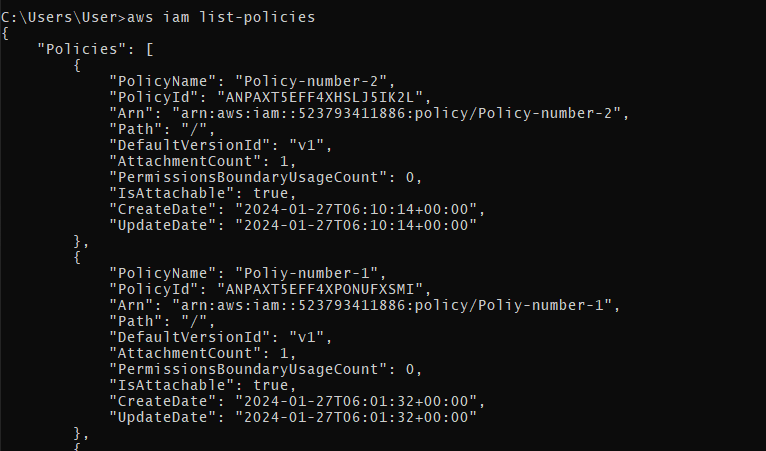 C:\Users\User>aws iam list-policies
{
    "Policies": [
        {
            "PolicyName": "Policy-number-2",
            "PolicyId": "ANPAXT5EFF4XHSLJ5IK2L",
            "Arn": "arn:aws:iam::523793411886:policy/Policy-number-2",
            "Path": "/",
            "DefaultVersionId": "v1",
            "AttachmentCount": 1,
            "PermissionsBoundaryUsageCount": 0,
            "IsAttachable": true,
            "CreateDate": "2024-01-27T06:10:14+00:00",
            "UpdateDate": "2024-01-27T06:10:14+00:00"
        },
        {
            "PolicyName": "Poliy-number-1",
            "PolicyId": "ANPAXT5EFF4XPONUFXSMI",
            "Arn": "arn:aws:iam::523793411886:policy/Poliy-number-1",
            "Path": "/",
            "DefaultVersionId": "v1",
            "AttachmentCount": 1,
            "PermissionsBoundaryUsageCount": 0,
            "IsAttachable": true,
            "CreateDate": "2024-01-27T06:01:32+00:00",
            "UpdateDate": "2024-01-27T06:01:32+00:00"
        },
        {